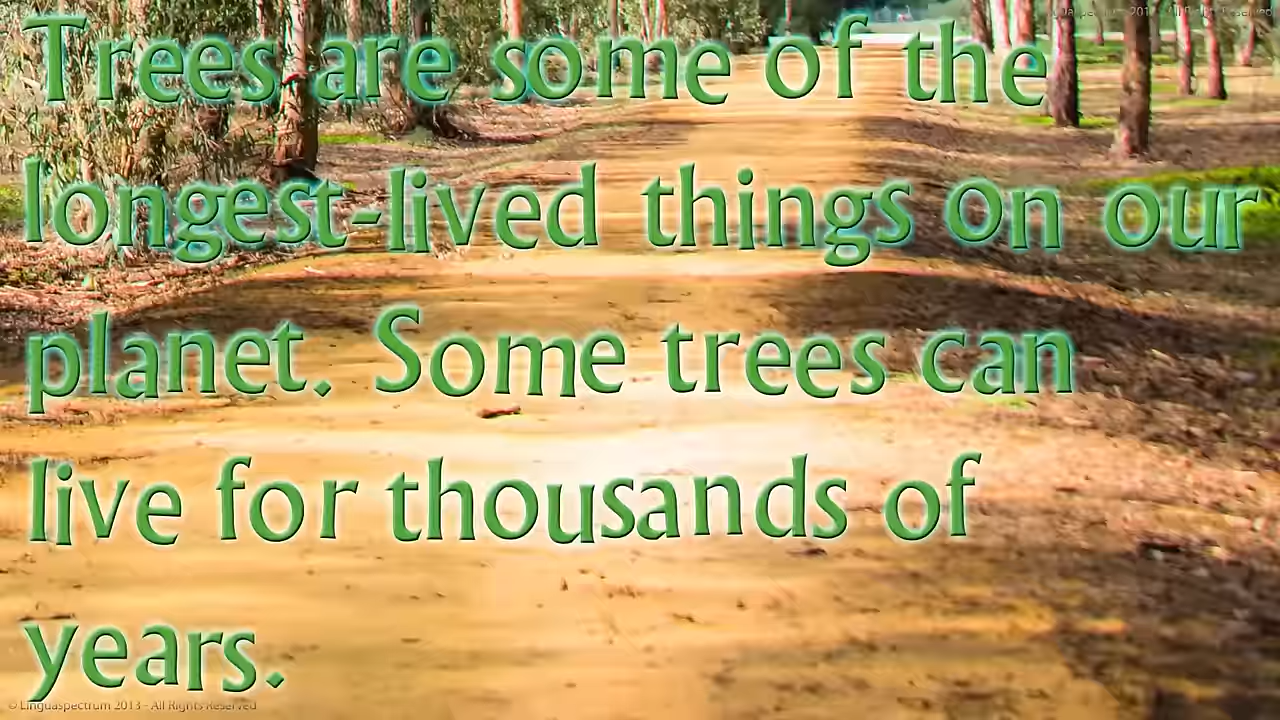 Trees are some of the
longest-lived things on our
planet. Some trees can
live for thousands of
years.
© Linguaspectrum 2013 - All Rights Reserved